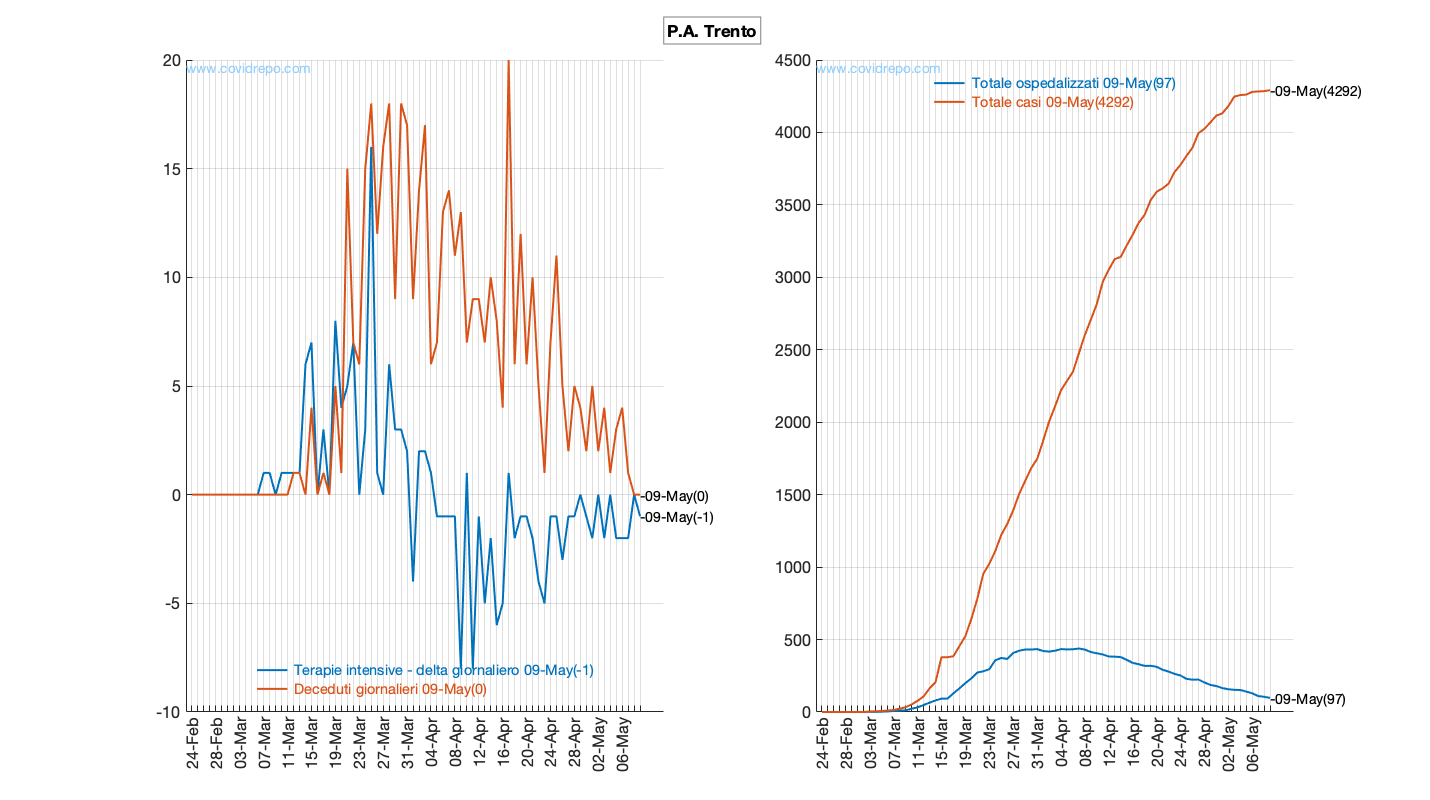 P.A. Trento
www.covidrepo.com
20
15
10
5
0
-5
-10
-09-May(0)
-09-May(-1)
Terapie intensive - delta giornaliero 09-May(-1)
Deceduti giornalieri 09-May(0)
24-Feb
28-Feb
03-Mar
07-Mar
11-Mar
15-Mar
19-Mar
23-Mar
27-Mar
31-Mar
04-Apr
08-Apr
12-Apr
16-Apr
20-Apr
24-Apr
28-Apr
02-May
06-May
www.covidrepo.com
Totale ospedalizzati 09-May(97)
Totale casi 09-May(4292)
4500
4000
3500
3000
2500
2000
1500
1000
500
0
-09-May(4292)
-09-May(97)
24-Feb
28-Feb
03-Mar
07-Mar
11-Mar
15-Mar
19-Mar
23-Mar
27-Mar
31-Mar
04-Apr
08-Apr
12-Apr
16-Apr
20-Apr
24-Apr
28-Apr
02-May
06-May